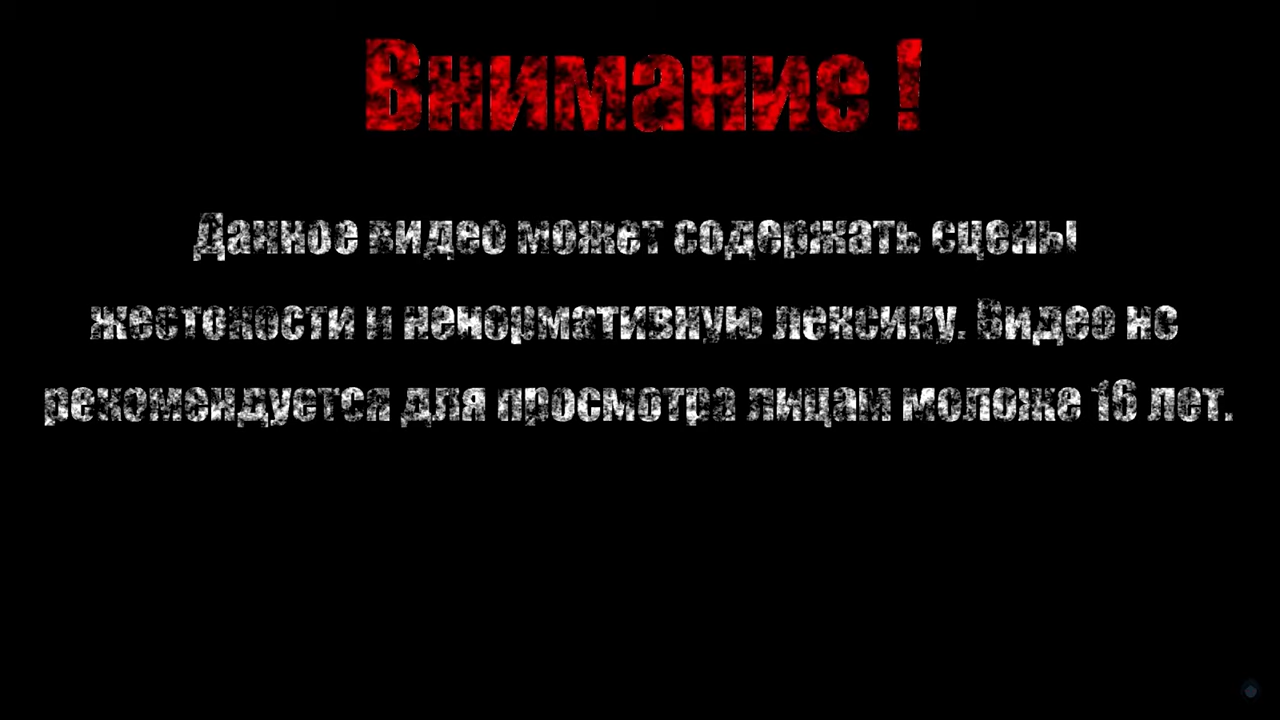 Внимание !
Данное видео может содержать сцены
жестокости и ненормативную лексику. Видео не
рекомендуется для просмотра лицам моложе 16 лет.